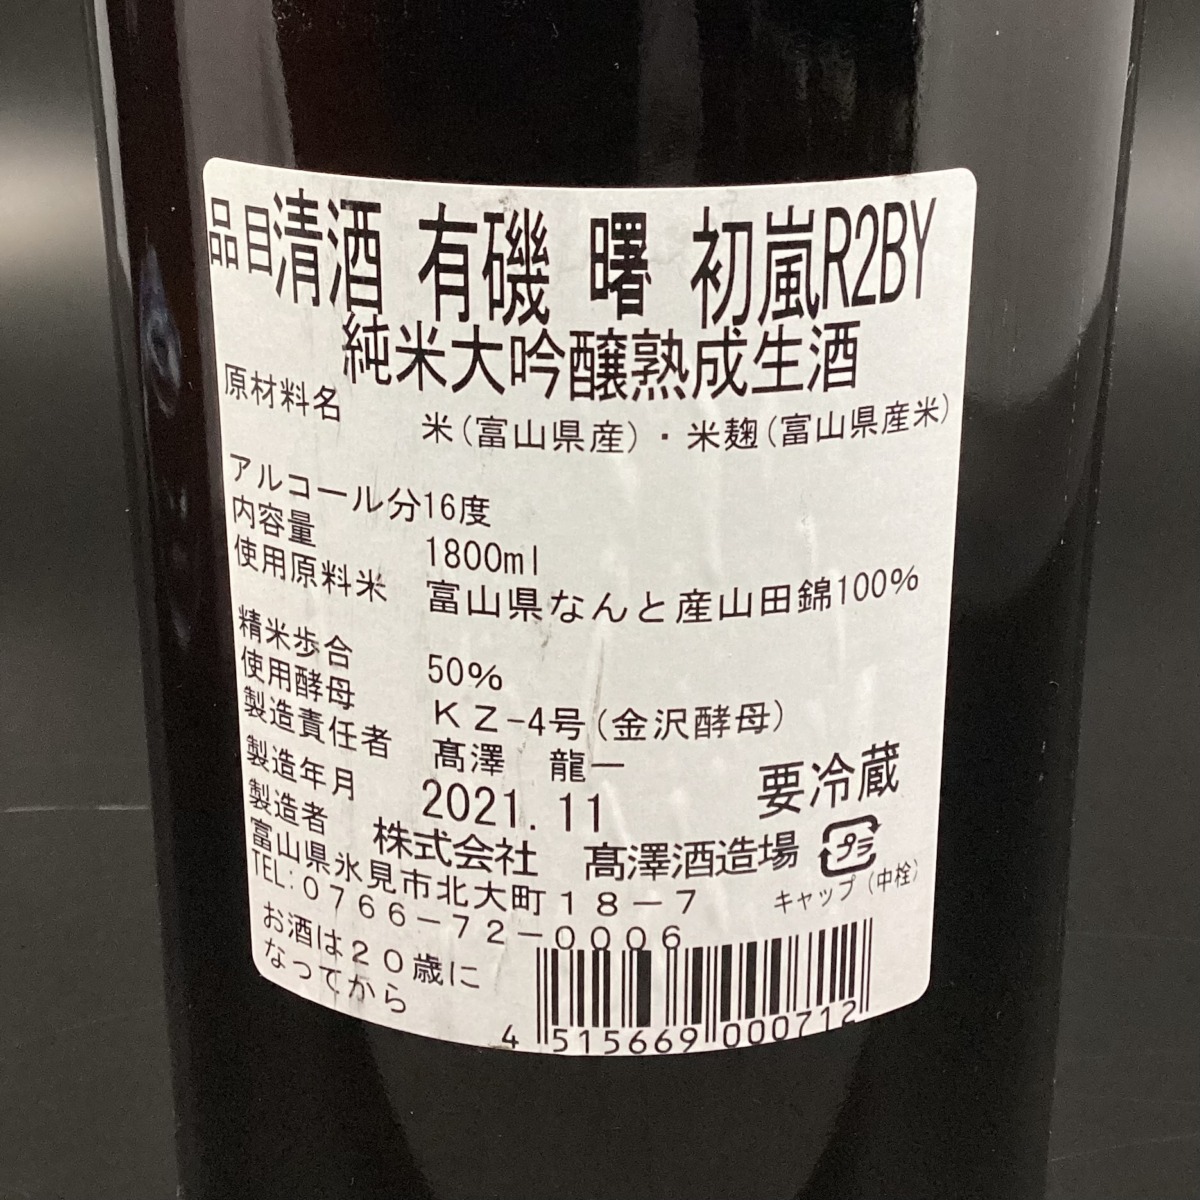 品目清酒 有磯 曙 初嵐R2BY
純米大吟醸熟成生酒
原材料名 米(富山県産)・米麹(富山県産米)
アルコール分16度
内容量 1800ml
使用原料米 富山県なんと産山田錦100%
精米歩合 50%
使用酵母 KZ-4号(金沢酵母)
製造責任者 髙澤 龍一
製造年月 2021.11 要冷蔵
製造者 株式会社 髙澤酒造場
富山県氷見市北大町18-7
TEL:0766-72-0006
プラ
キャップ(中栓)
お酒は20歳に
なってから
4 515669 000712